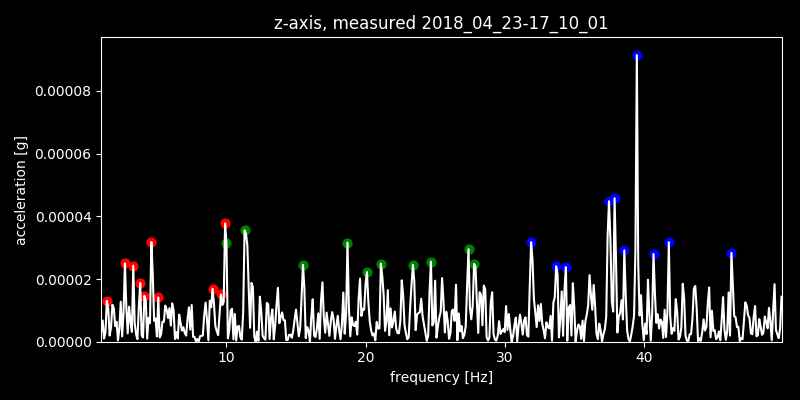 z-axis, measured 2018_04_23-17_10_01
0.00008
0.00006
0.00004
0.00002
0.00000
acceleration [g]
10 20 30 40
frequency [Hz]